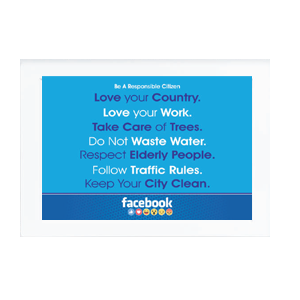 Be A Responsible Citizen
Love your Country.
Love your Work.
Take Care of Trees.
Do Not Waste Water.
Respect Elderly People.
Follow Traffic Rules.
Keep Your City Clean.
facebook